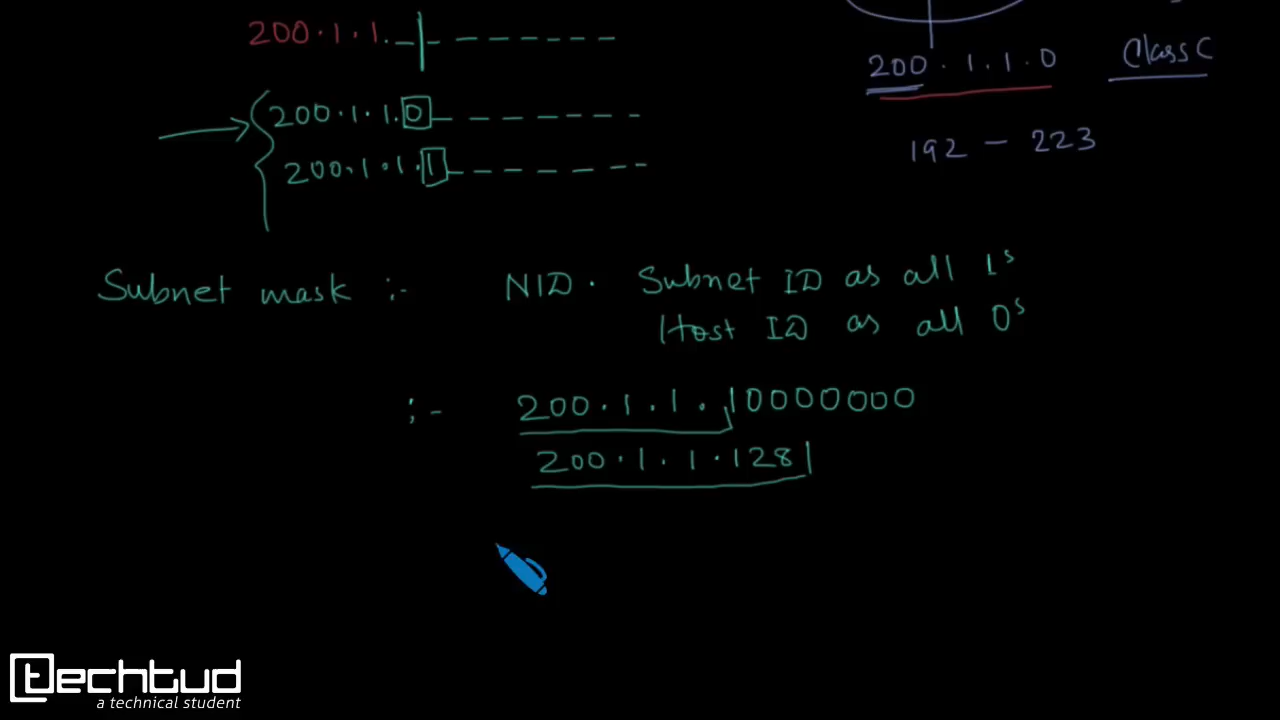 200.1.1._ _ _ _ _ _ _ _
200.1.1.0 _ _ _ _ _ _ _
200.1.1.1 _ _ _ _ _ _ _
200.1.1.0 Class C
192 - 223
Subnet mask :- NID. Subnet ID as all 1s
Host ID as all 0s
:- 200.1.1.10000000
200.1.1.128
techtud
a technical student